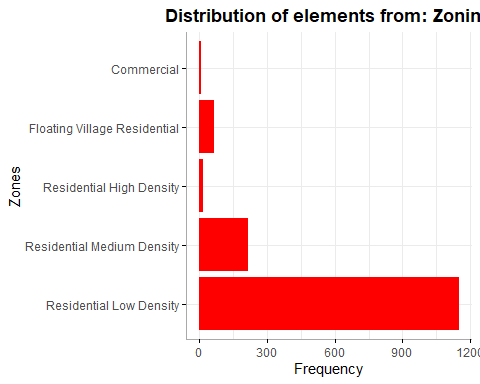 Distribution of elements from: Zonin
Commercial
Floating Village Residential
Residential High Density
Residential Medium Density
Residential Low Density
Zones
0 300 600 900 1200
Frequency